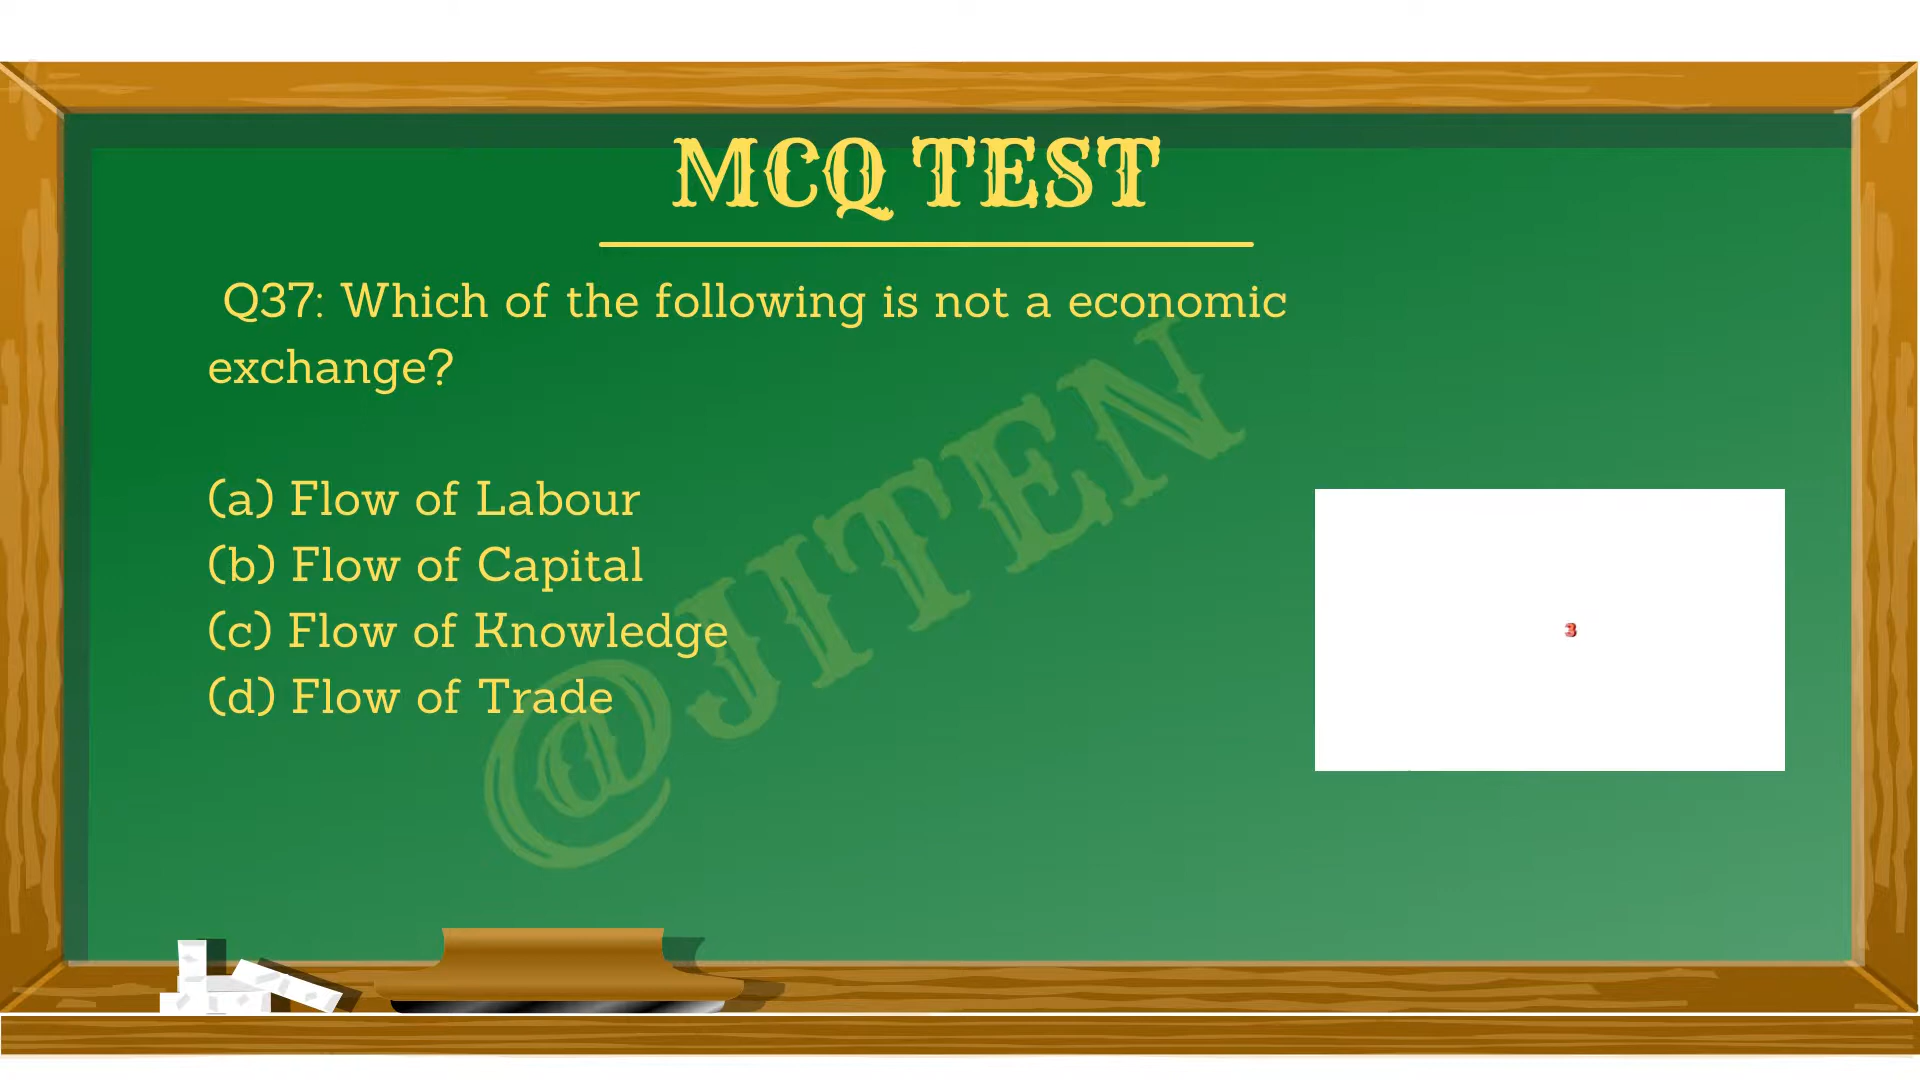 MCQ TEST
Q37: Which of the following is not a economic
exchange?
(a) Flow of Labour
(b) Flow of Capital
(c) Flow of Knowledge
(d) Flow of Trade
@JITEN
3